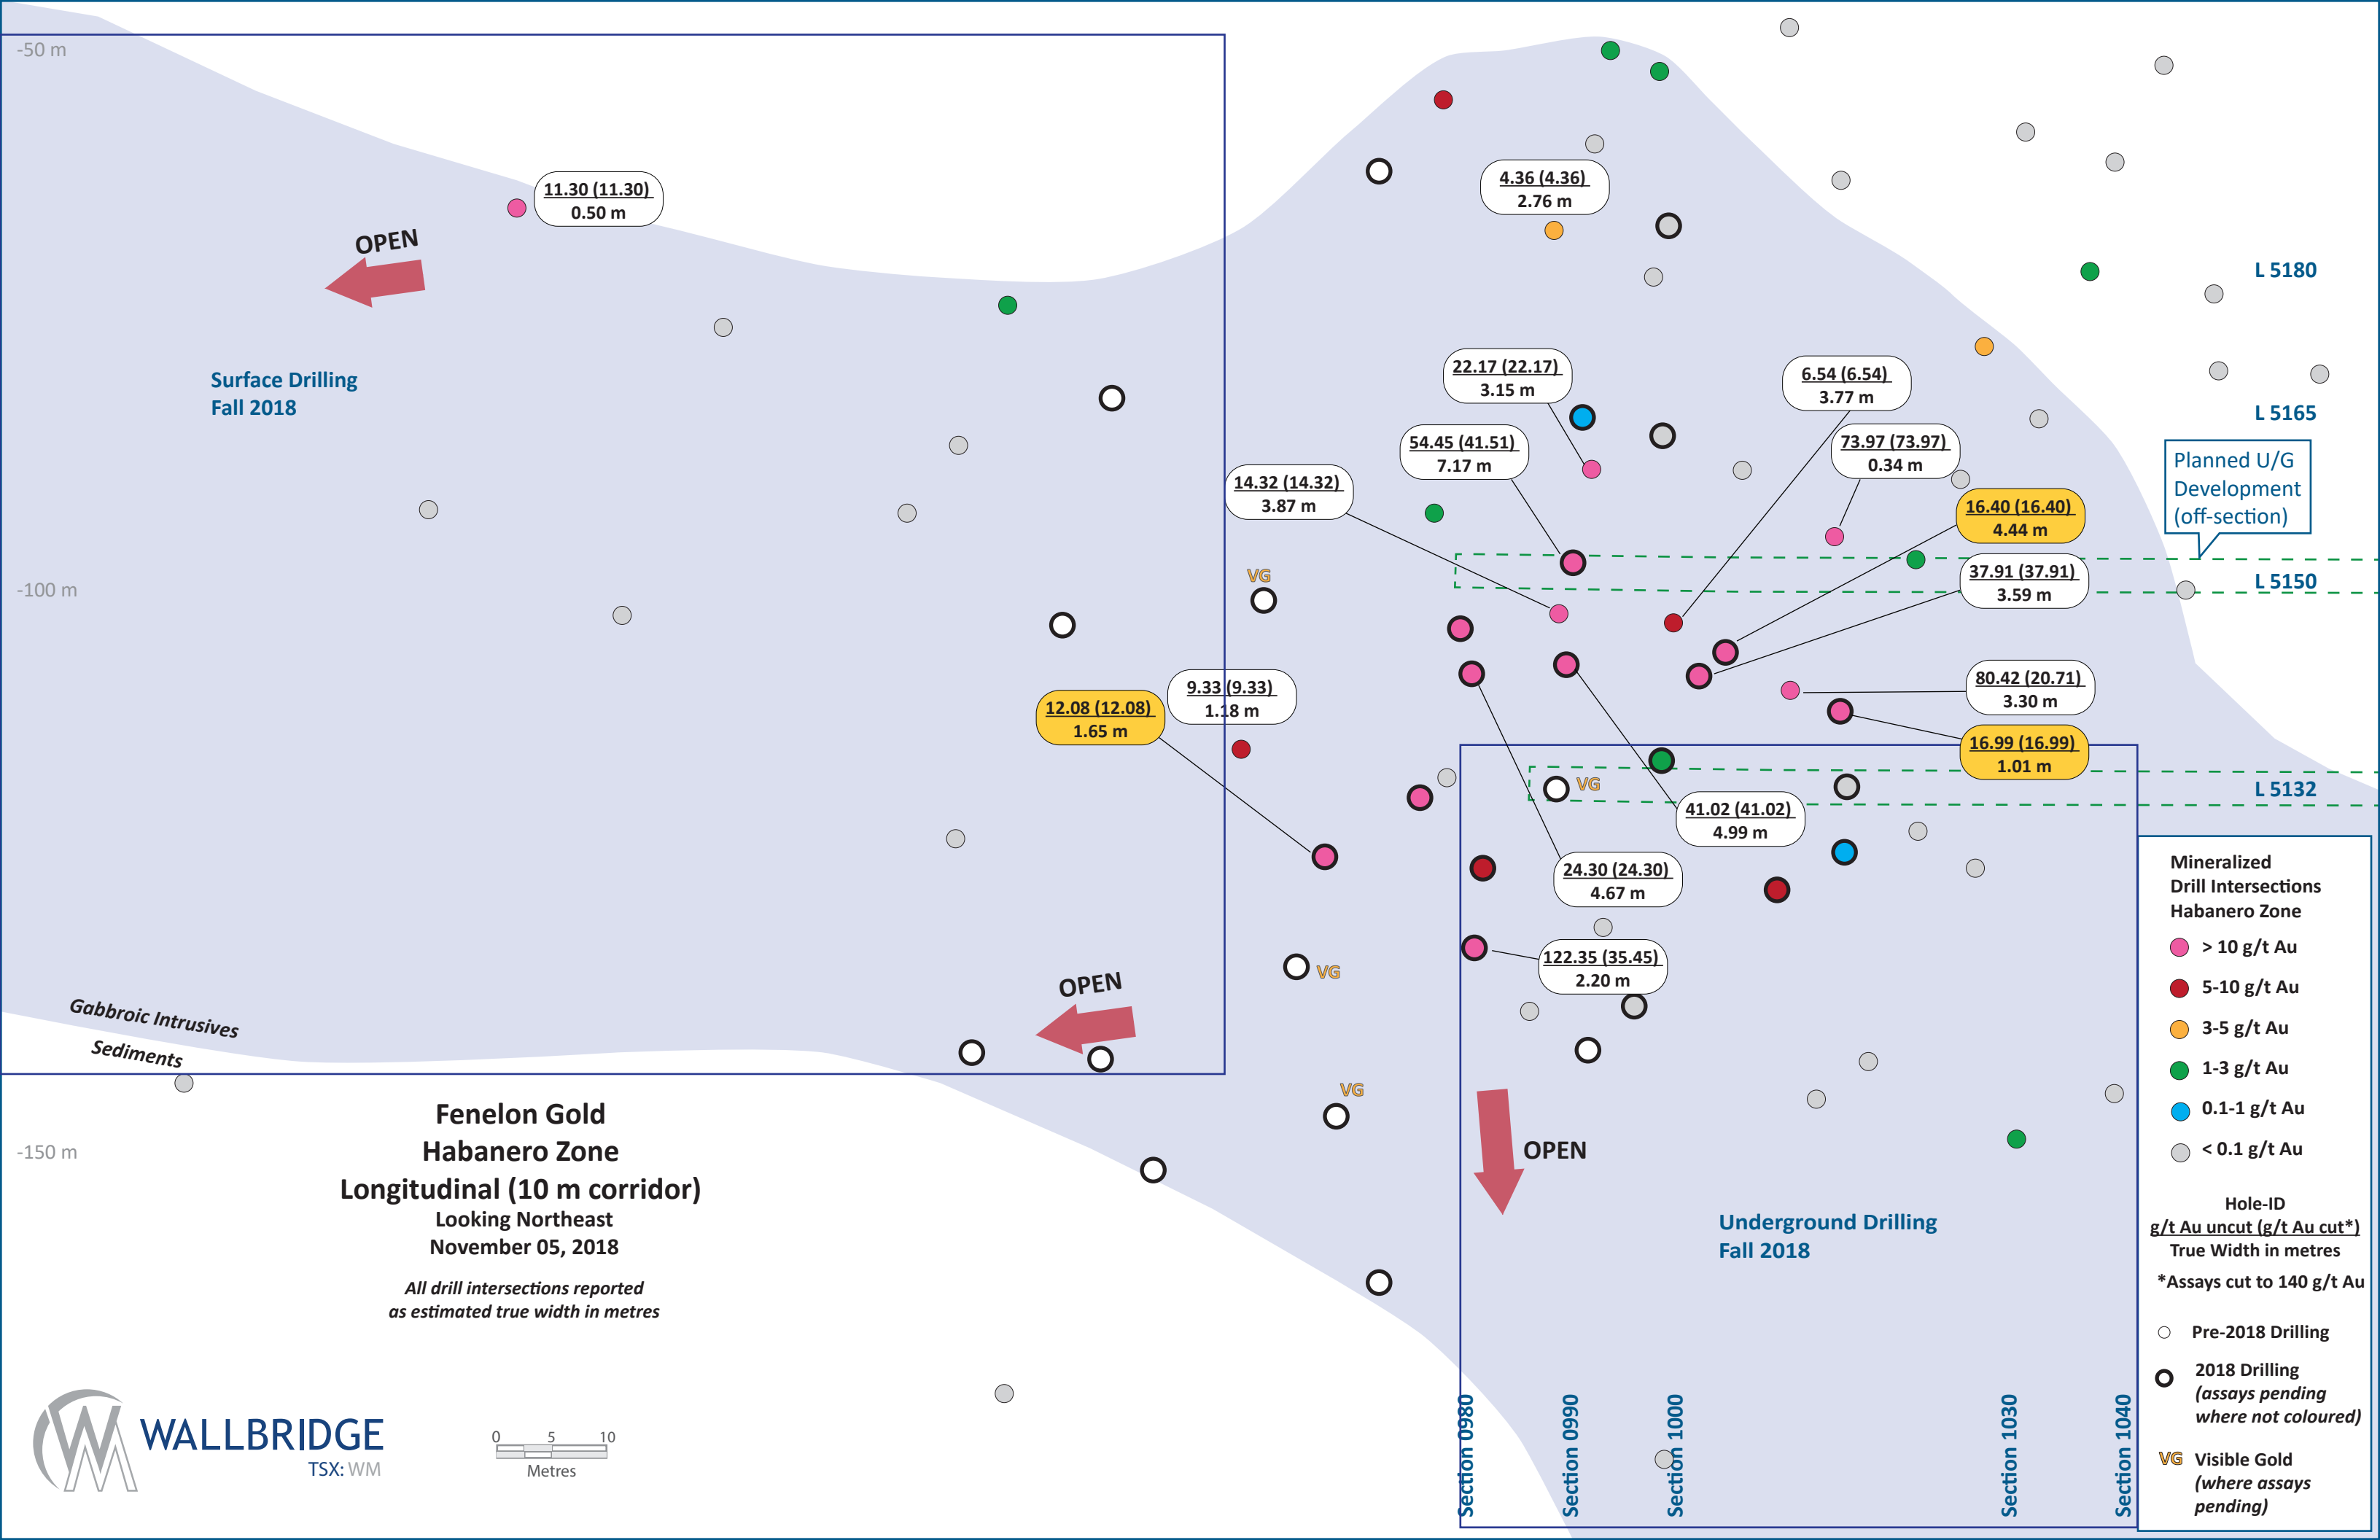 -50 m
11.30 (11.30)
0.50 m
OPEN
Surface Drilling
Fall 2018
4.36 (4.36)
2.76 m
L 5180
22.17 (22.17)
3.15 m
6.54 (6.54)
3.77 m
L 5165
54.45 (41.51)
7.17 m
73.97 (73.97)
0.34 m
Planned U/G
Development
(off-section)
14.32 (14.32)
3.87 m
16.40 (16.40)
4.44 m
-100 m
VG
37.91 (37.91)
3.59 m
L 5150
9.33 (9.33)
1.18 m
12.08 (12.08)
1.65 m
80.42 (20.71)
3.30 m
16.99 (16.99)
1.01 m
VG
L 5132
41.02 (41.02)
4.99 m
24.30 (24.30)
4.67 m
122.35 (35.45)
2.20 m
VG
OPEN
Gabbroic Intrusives
Sediments
VG
OPEN
-150 m
Fenelon Gold
Habanero Zone
Longitudinal (10 m corridor)
Looking Northeast
November 05, 2018
All drill intersections reported
as estimated true width in metres
Underground Drilling
Fall 2018
WALLBRIDGE
TSX: WM
0 5 10
Metres
Section 0980
Section 0990
Section 1000
Section 1030
Section 1040
Mineralized
Drill Intersections
Habanero Zone
> 10 g/t Au
5-10 g/t Au
3-5 g/t Au
1-3 g/t Au
0.1-1 g/t Au
< 0.1 g/t Au
Hole-ID
g/t Au uncut (g/t Au cut*)
True Width in metres
*Assays cut to 140 g/t Au
Pre-2018 Drilling
2018 Drilling
(assays pending
where not coloured)
VG Visible Gold
(where assays
pending)